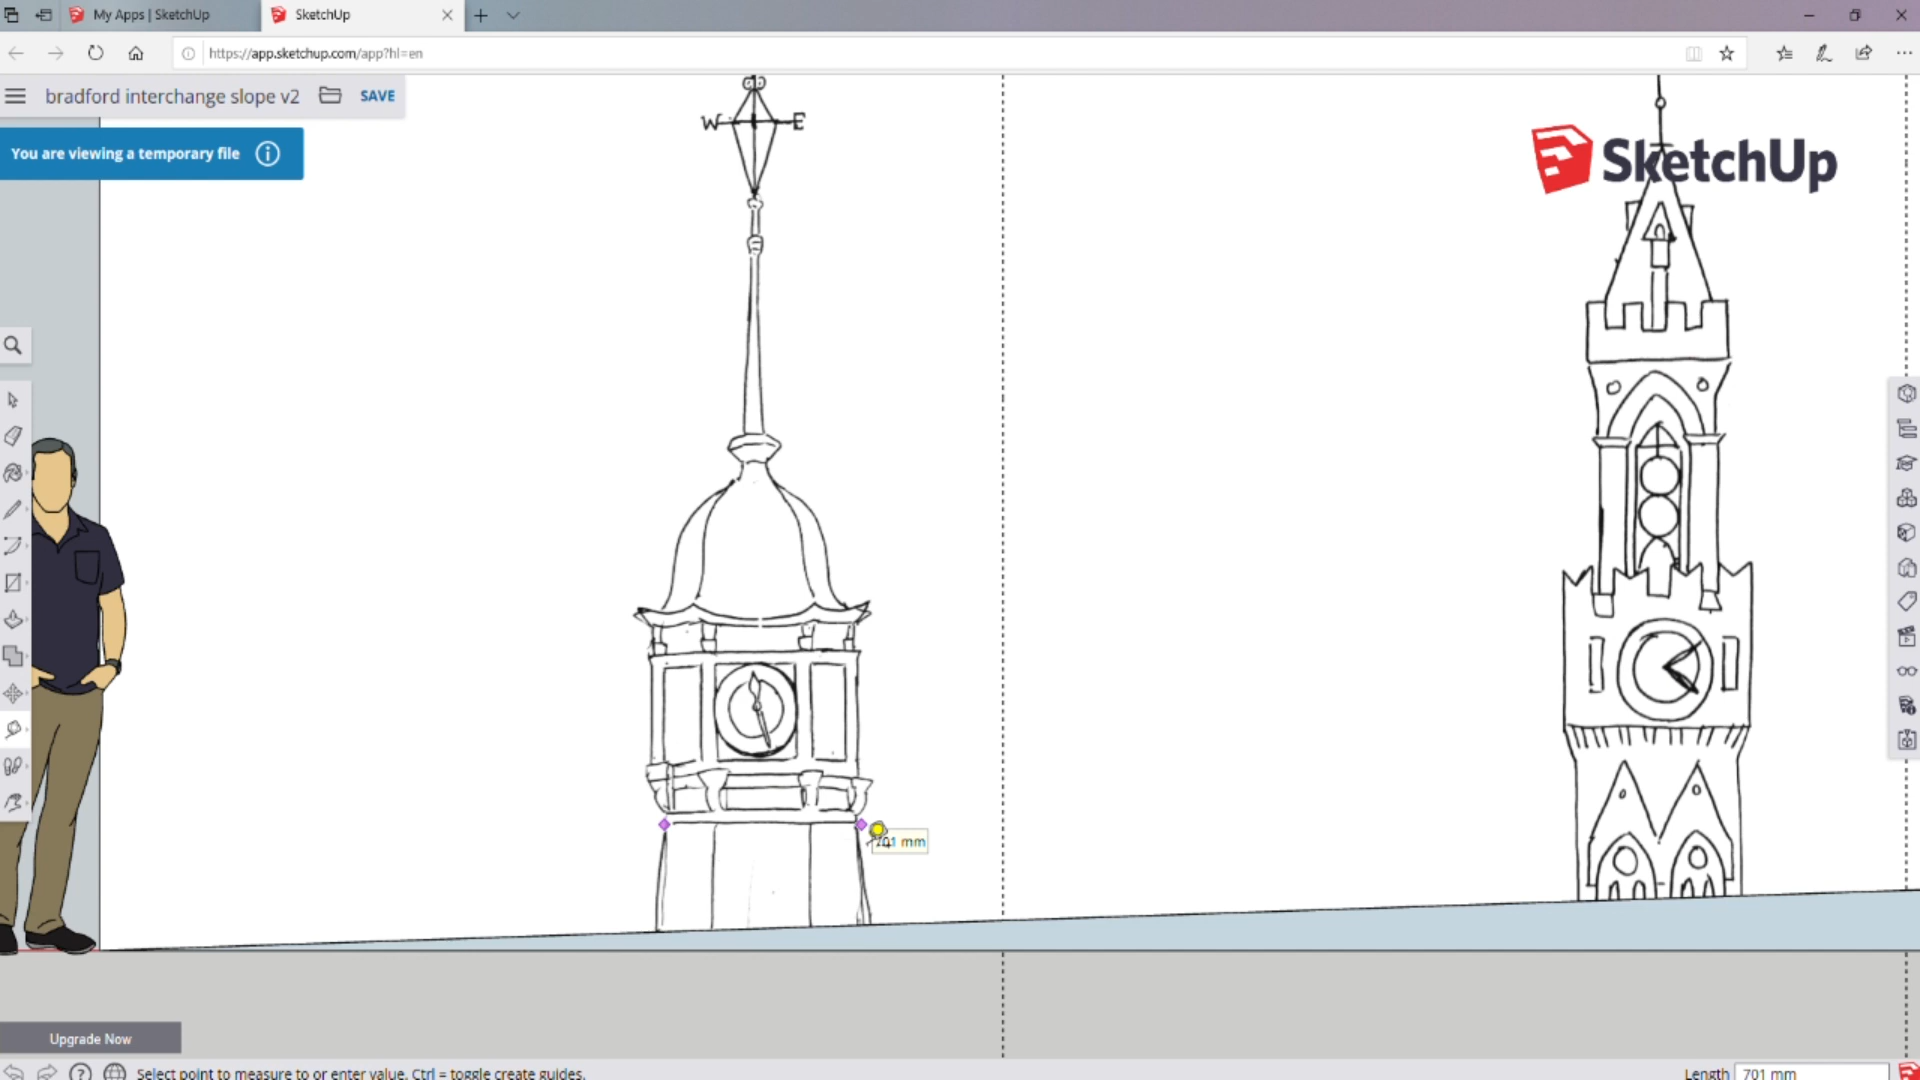 My Apps | SketchUp
SketchUp
https://app.sketchup.com/app?hl=en
bradford interchange slope v2
SAVE
You are viewing a temporary file
W E
SketchUp
701 mm
Upgrade Now
Select point to measure to or enter value. Ctrl = toggle create guides.
Length 701 mm